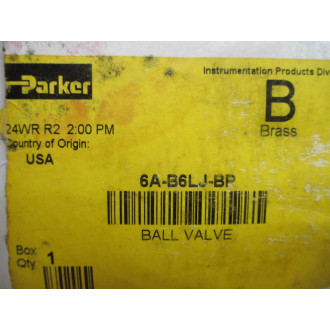 Instrumentation Products Div
Parker
B
Brass
24WR R2 2:00 PM
Country of Origin:
USA
6A-B6LJ-BP
BALL VALVE
Box
Qty
1